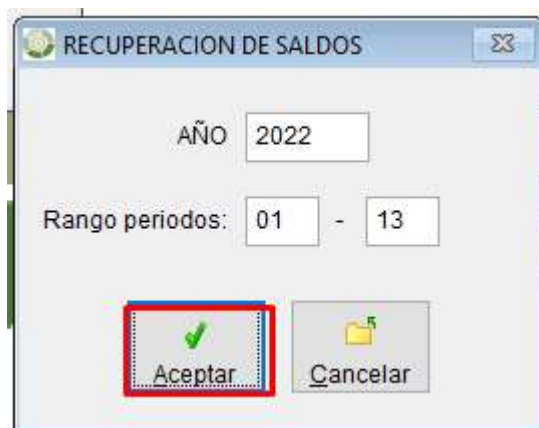 RECUPERACION DE SALDOS
AÑO 2022
Rango periodos: 01 - 13
Aceptar Cancelar